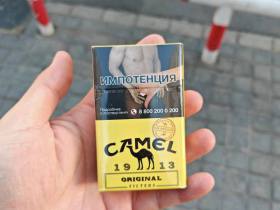 ИМПОТЕНЦИЯ
8 800 200 0 200
CAMEL
19 13
ORIGINAL
FILTERS